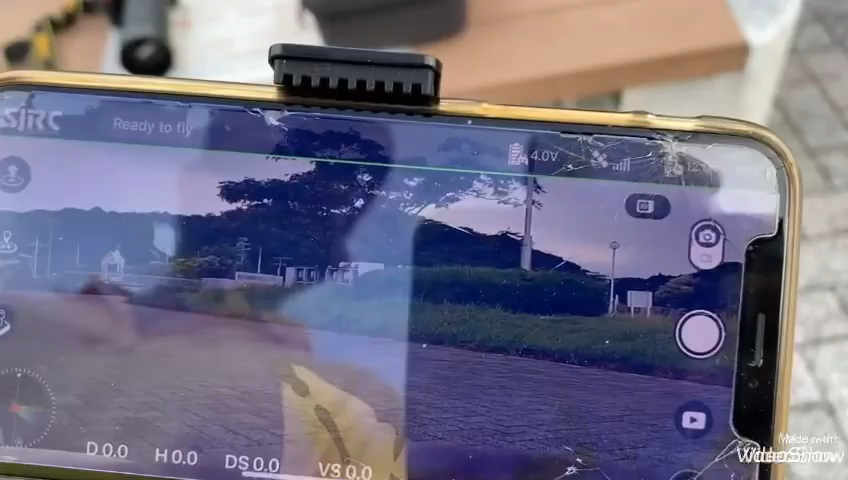 SJRC
Ready to fly
4.0V
D 0.0
H 0.0
DS 0.0
VS 0.0
Made with
VideoShow